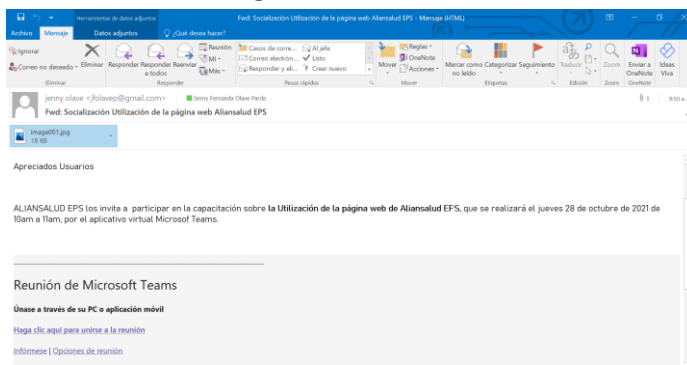 Herramientas de datos adjuntos
Fwd: Socialización Utilización de la página web Aliansalud EPS - Mensaje (HTML)
Archivo Mensaje Datos adjuntos ¿Qué desea hacer?
Ignorar
Correo no deseado
Eliminar
Responder
Responder a todos
Reenviar
Reunión
MI
Más
Casos de corre...
Correo electrón...
Responder y eli...
Al jefe
Listo
Crear nuevo
Mover
Reglas
OneNote
Acciones
Marcar como no leído
Categorizar
Seguimiento
Traducir
Zoom
Enviar a OneNote
Ideas Viva
Eliminar Responder Pasos rápidos Mover Etiquetas Edición Zoom OneNote
jenny olave <jfolavep@gmail.com> Jenny Fernanda Olave Pardo
1
9:50 a.
Fwd: Socialización Utilización de la página web Aliansalud EPS
image001.jpg
18 KB
Apreciados Usuarios
ALIANSALUD EPS los invita a participar en la capacitación sobre la Utilización de la página web de Aliansalud EPS, que se realizará el jueves 28 de octubre de 2021 de
10am a 11am, por el aplicativo virtual Microsof Teams.
Reunión de Microsoft Teams
Únase a través de su PC o aplicación móvil
Haga clic aquí para unirse a la reunión
Infórmese | Opciones de reunión